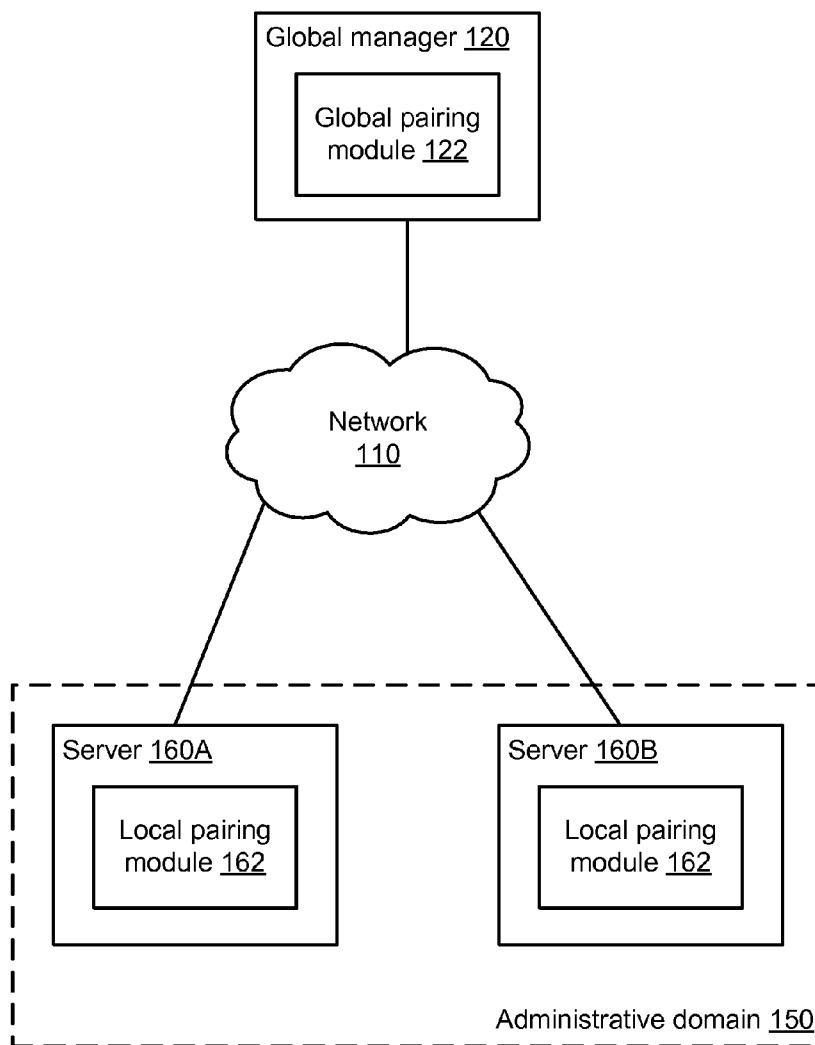 Global manager 120
Global pairing
module 122
Network
110
Server 160A
Local pairing
module 162
Server 160B
Local pairing
module 162
Administrative domain 150